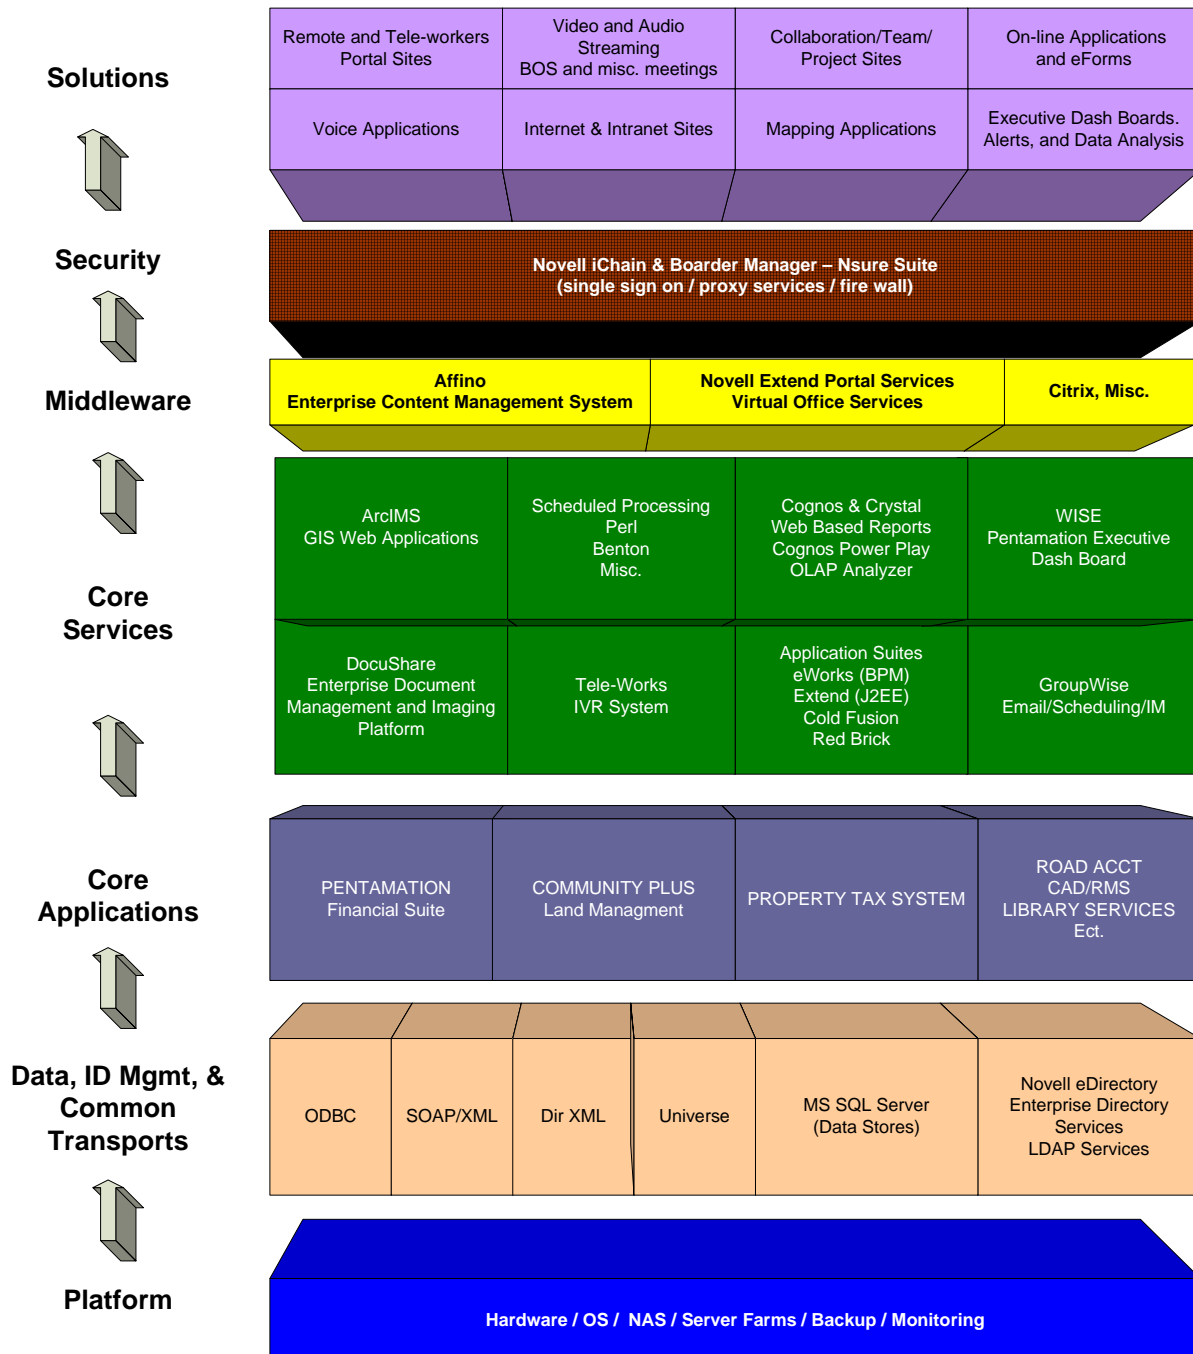 Solutions
Remote and Tele-workers
Portal Sites
Video and Audio
Streaming
BOS and misc. meetings
Collaboration/Team/
Project Sites
On-line Applications
and eForms
Voice Applications
Internet & Intranet Sites
Mapping Applications
Executive Dash Boards.
Alerts, and Data Analysis
Security
Novell iChain & Boarder Manager – Nsure Suite
(single sign on / proxy services / fire wall)
Middleware
Affino
Enterprise Content Management System
Novell Extend Portal Services
Virtual Office Services
Citrix, Misc.
Core
Services
ArcIMS
GIS Web Applications
Scheduled Processing
Perl
Benton
Misc.
Cognos & Crystal
Web Based Reports
Cognos Power Play
OLAP Analyzer
WISE
Pentamation Executive
Dash Board
DocuShare
Enterprise Document
Management and Imaging
Platform
Tele-Works
IVR System
Application Suites
eWorks (BPM)
Extend (J2EE)
Cold Fusion
Red Brick
GroupWise
Email/Scheduling/IM
Core
Applications
PENTAMATION
Financial Suite
COMMUNITY PLUS
Land Managment
PROPERTY TAX SYSTEM
ROAD ACCT
CAD/RMS
LIBRARY SERVICES
Ect.
Data, ID Mgmt, &
Common
Transports
ODBC
SOAP/XML
Dir XML
Universe
MS SQL Server
(Data Stores)
Novell eDirectory
Enterprise Directory
Services
LDAP Services
Platform
Hardware / OS / NAS / Server Farms / Backup / Monitoring